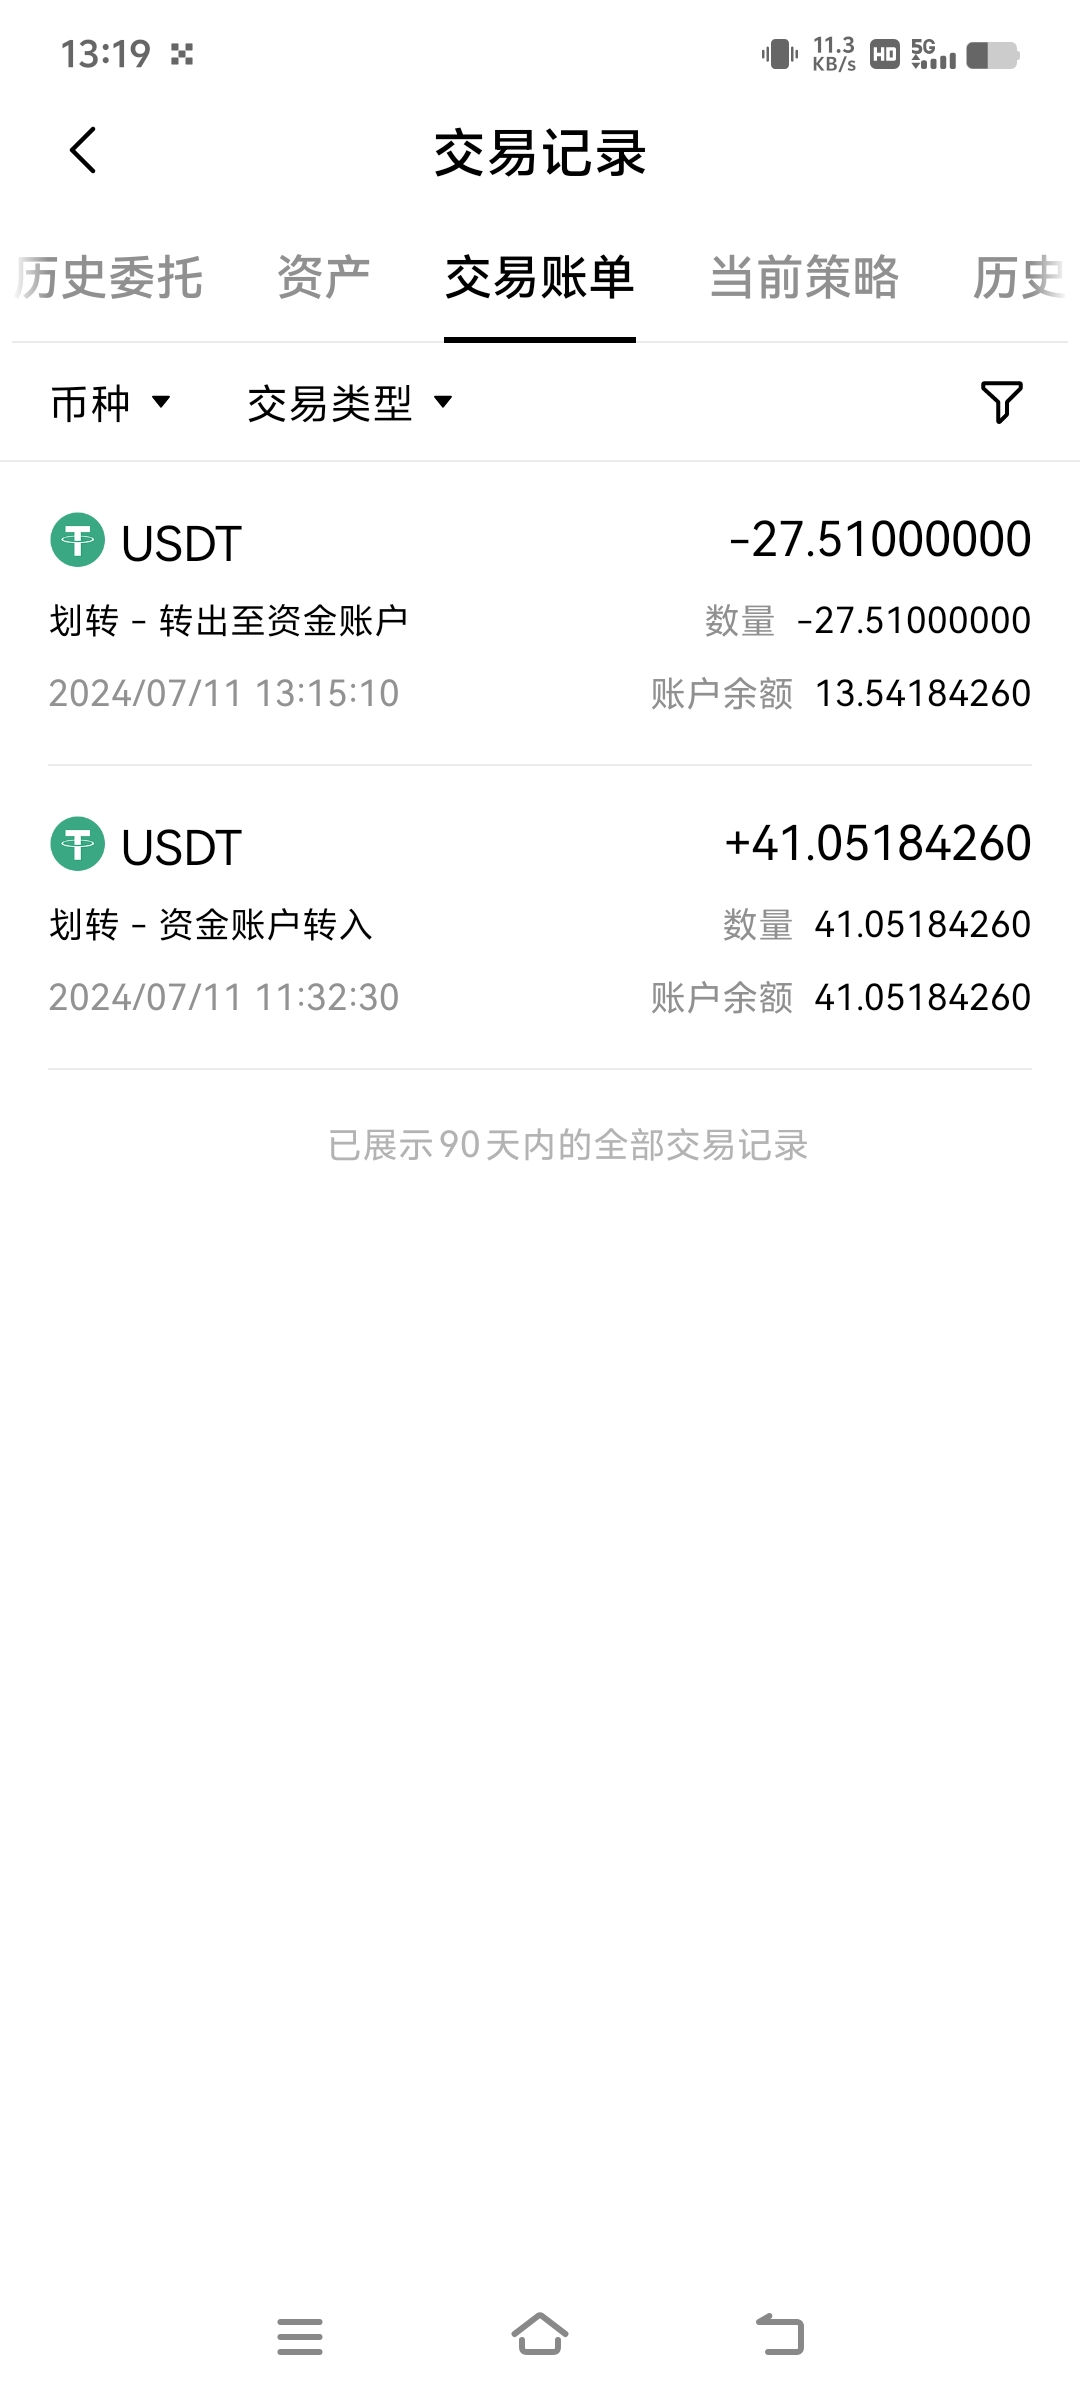 13:19 11.3 KB/s HD 5G
交易记录
历史委托 资产 交易账单 当前策略 历史
币种 交易类型
USDT -27.51000000
划转 - 转出至资金账户 数量 -27.51000000
2024/07/11 13:15:10 账户余额 13.54184260
USDT +41.05184260
划转 - 资金账户转入 数量 41.05184260
2024/07/11 11:32:30 账户余额 41.05184260
已展示90天内的全部交易记录